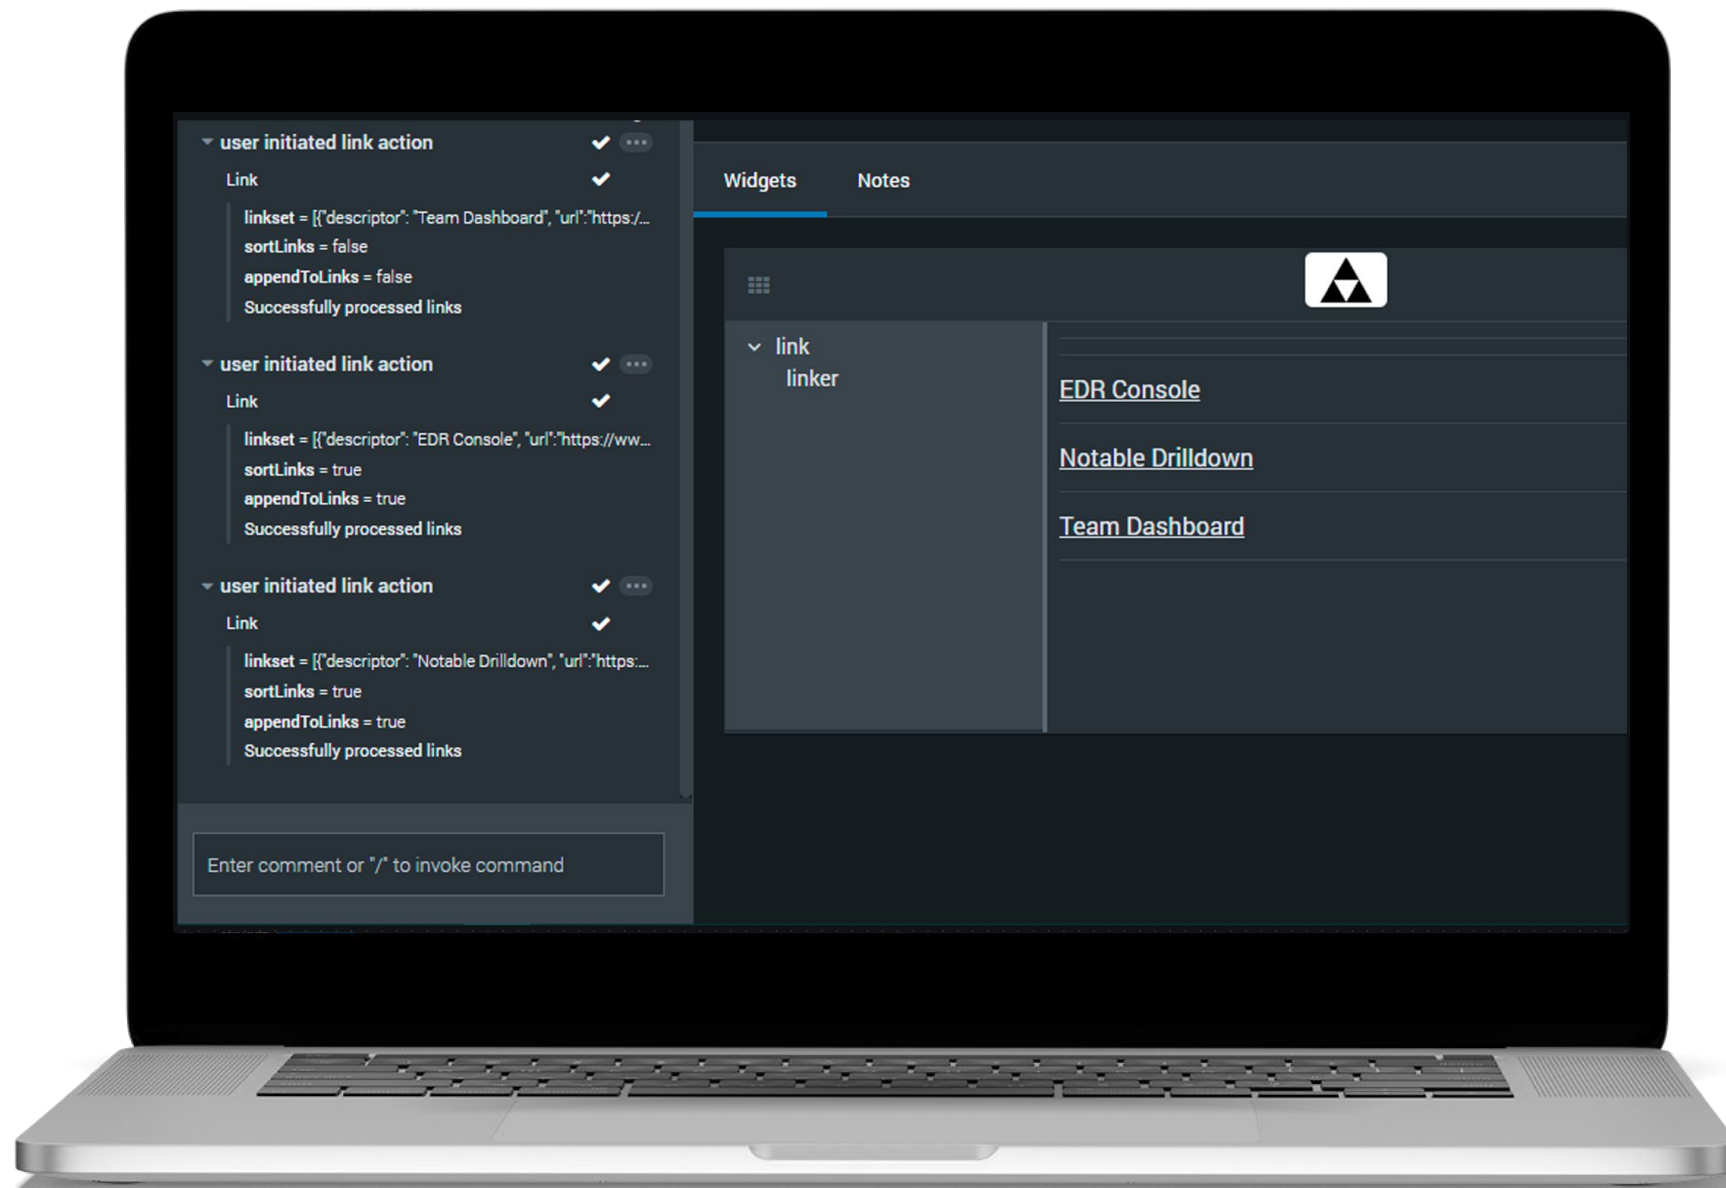 user initiated link action
Link
linkset = [{"descriptor": "Team Dashboard", "url":"https:/...
sortLinks = false
appendToLinks = false
Successfully processed links
user initiated link action
Link
linkset = [{"descriptor": "EDR Console", "url":"https://ww...
sortLinks = true
appendToLinks = true
Successfully processed links
user initiated link action
Link
linkset = [{"descriptor": "Notable Drilldown", "url":"https:...
sortLinks = true
appendToLinks = true
Successfully processed links
Enter comment or "/" to invoke command
Widgets Notes
link
linker
EDR Console
Notable Drilldown
Team Dashboard